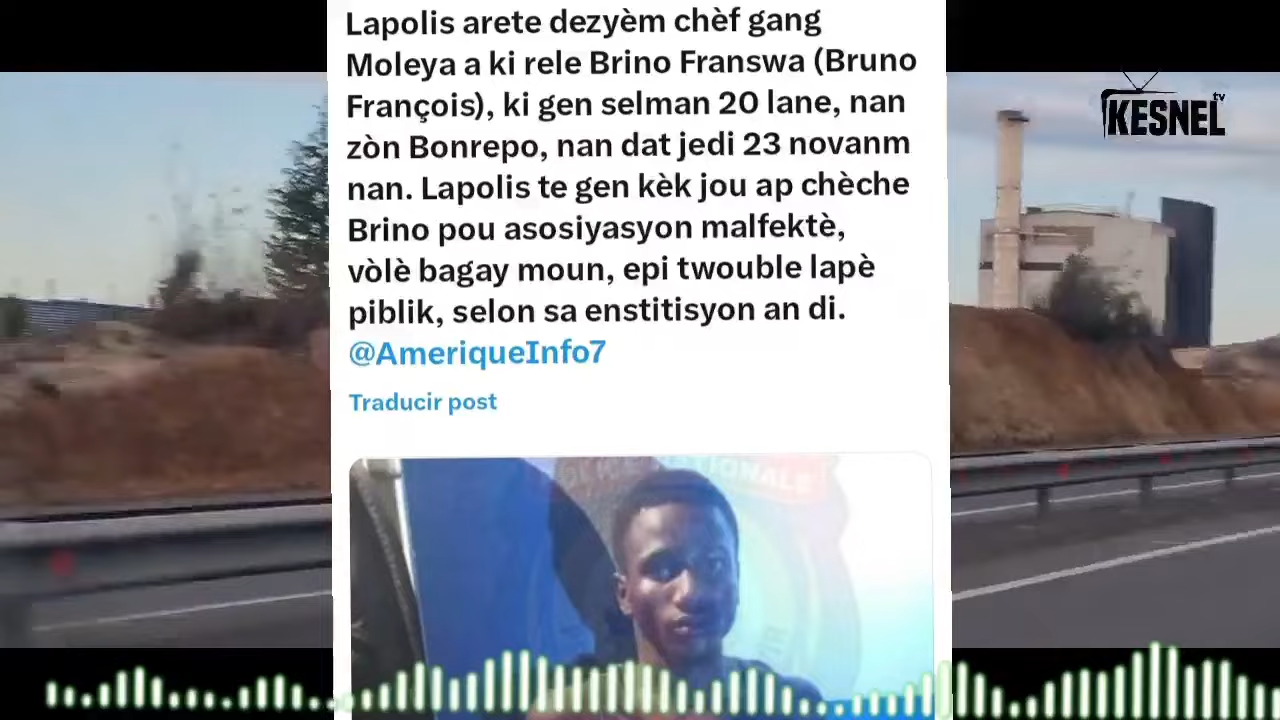 Lapolis arete dezyèm chèf gang
Moleya a ki rele Brino Franswa (Bruno
François), ki gen selman 20 lane, nan
zòn Bonrepo, nan dat jedi 23 novanm
nan. Lapolis te gen kèk jou ap chèche
Brino pou asosiyasyon malfektè,
vòlè bagay moun, epi twouble lapè
piblik, selon sa enstitisyon an di.
@AmeriqueInfo7
Traducir post
KESNEL tv